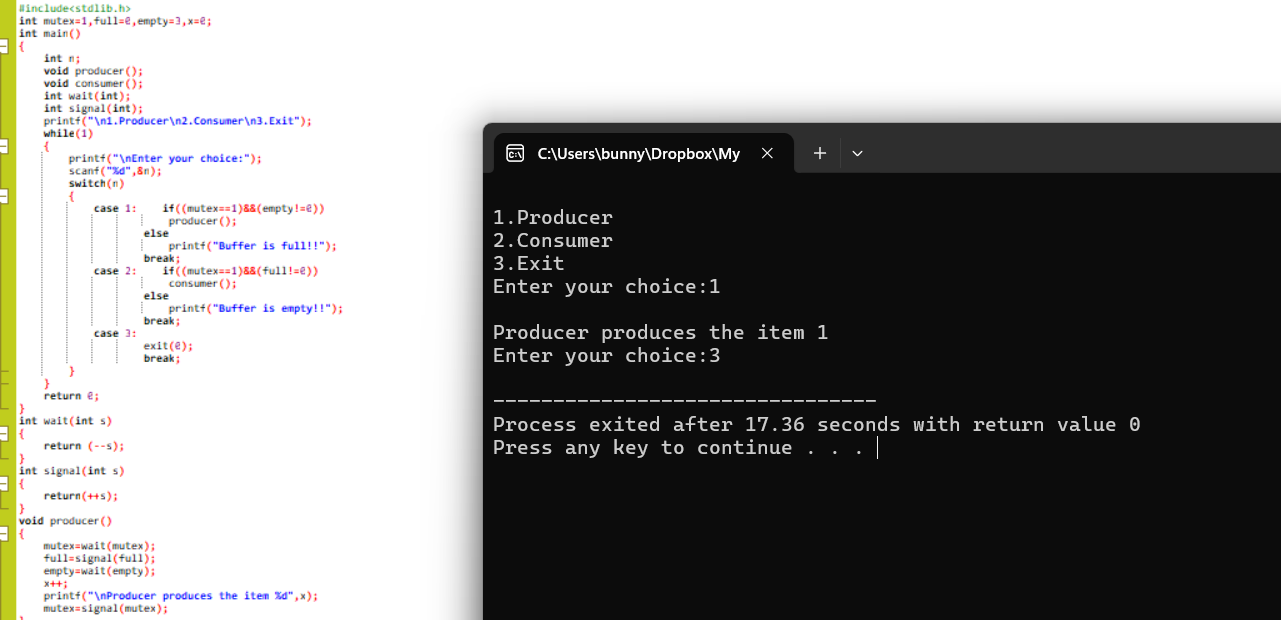 #include<stdlib.h>
int mutex=1,full=0,empty=3,x=0;
int main()
{
int n;
void producer();
void consumer();
int wait(int);
int signal(int);
printf("\n1.Producer\n2.Consumer\n3.Exit");
while(1)
{
printf("\nEnter your choice:");
scanf("%d",&n);
switch(n)
{
case 1: if((mutex==1)&&(empty!=0))
producer();
else
printf("Buffer is full!!");
break;
case 2: if((mutex==1)&&(full!=0))
consumer();
else
printf("Buffer is empty!!");
break;
case 3:
exit(0);
break;
}
}
return 0;
}
int wait(int s)
{
return (--s);
}
int signal(int s)
{
return(++s);
}
void producer()
{
mutex=wait(mutex);
full=signal(full);
empty=wait(empty);
x++;
printf("\nProducer produces the item %d",x);
mutex=signal(mutex);
}
C:\Users\bunny\Dropbox\My
1.Producer
2.Consumer
3.Exit
Enter your choice:1
Producer produces the item 1
Enter your choice:3
--------------------------------
Process exited after 17.36 seconds with return value 0
Press any key to continue . . .